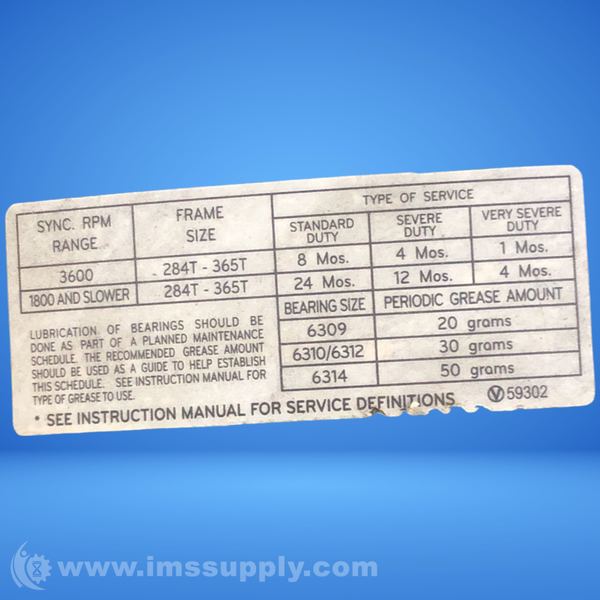 SYNC. RPM RANGE
FRAME SIZE
TYPE OF SERVICE
STANDARD DUTY
SEVERE DUTY
VERY SEVERE DUTY
3600
284T - 365T
8 Mos.
4 Mos.
1 Mos.
1800 AND SLOWER
284T - 365T
24 Mos.
12 Mos.
4 Mos.
LUBRICATION OF BEARINGS SHOULD BE
DONE AS PART OF A PLANNED MAINTENANCE
SCHEDULE. THE RECOMMENDED GREASE AMOUNT
SHOULD BE USED AS A GUIDE TO HELP ESTABLISH
THIS SCHEDULE. SEE INSTRUCTION MANUAL FOR
TYPE OF GREASE TO USE.
BEARING SIZE
PERIODIC GREASE AMOUNT
6309
20 grams
6310/6312
30 grams
6314
50 grams
* SEE INSTRUCTION MANUAL FOR SERVICE DEFINITIONS
V 59302
www.imssupply.com